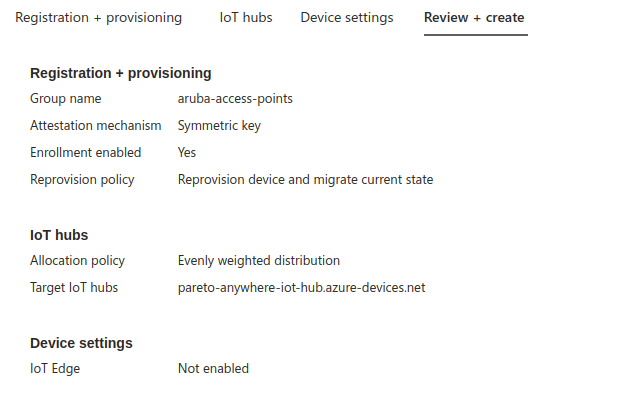 Registration + provisioning IoT hubs Device settings Review + create
Registration + provisioning
Group name aruba-access-points
Attestation mechanism Symmetric key
Enrollment enabled Yes
Reprovision policy Reprovision device and migrate current state
IoT hubs
Allocation policy Evenly weighted distribution
Target IoT hubs pareto-anywhere-iot-hub.azure-devices.net
Device settings
IoT Edge Not enabled